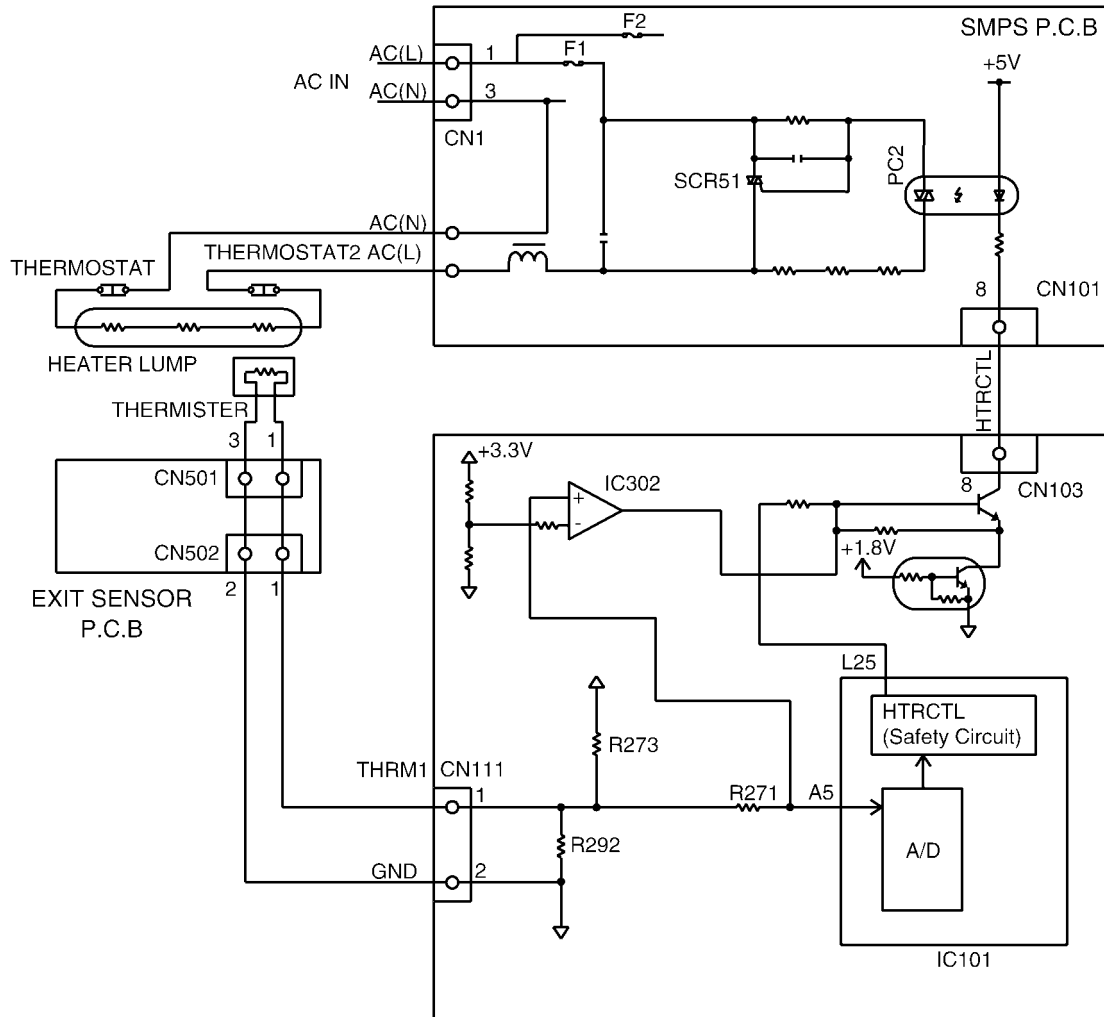 F2
SMPS P.C.B
F1
AC(L)
1
+5V
AC IN
AC(N)
3
CN1
PC2
SCR51
AC(N)
THERMOSTAT2 AC(L)
THERMOSTAT
8
CN101
HEATER LUMP
THERMISTER
HTRCTL
3
1
+3.3V
CN501
IC302
8
CN103
CN502
+1.8V
2
1
EXIT SENSOR
P.C.B
L25
HTRCTL
(Safety Circuit)
R273
THRM1
CN111
1
R271
A5
R292
A/D
GND
2
IC101